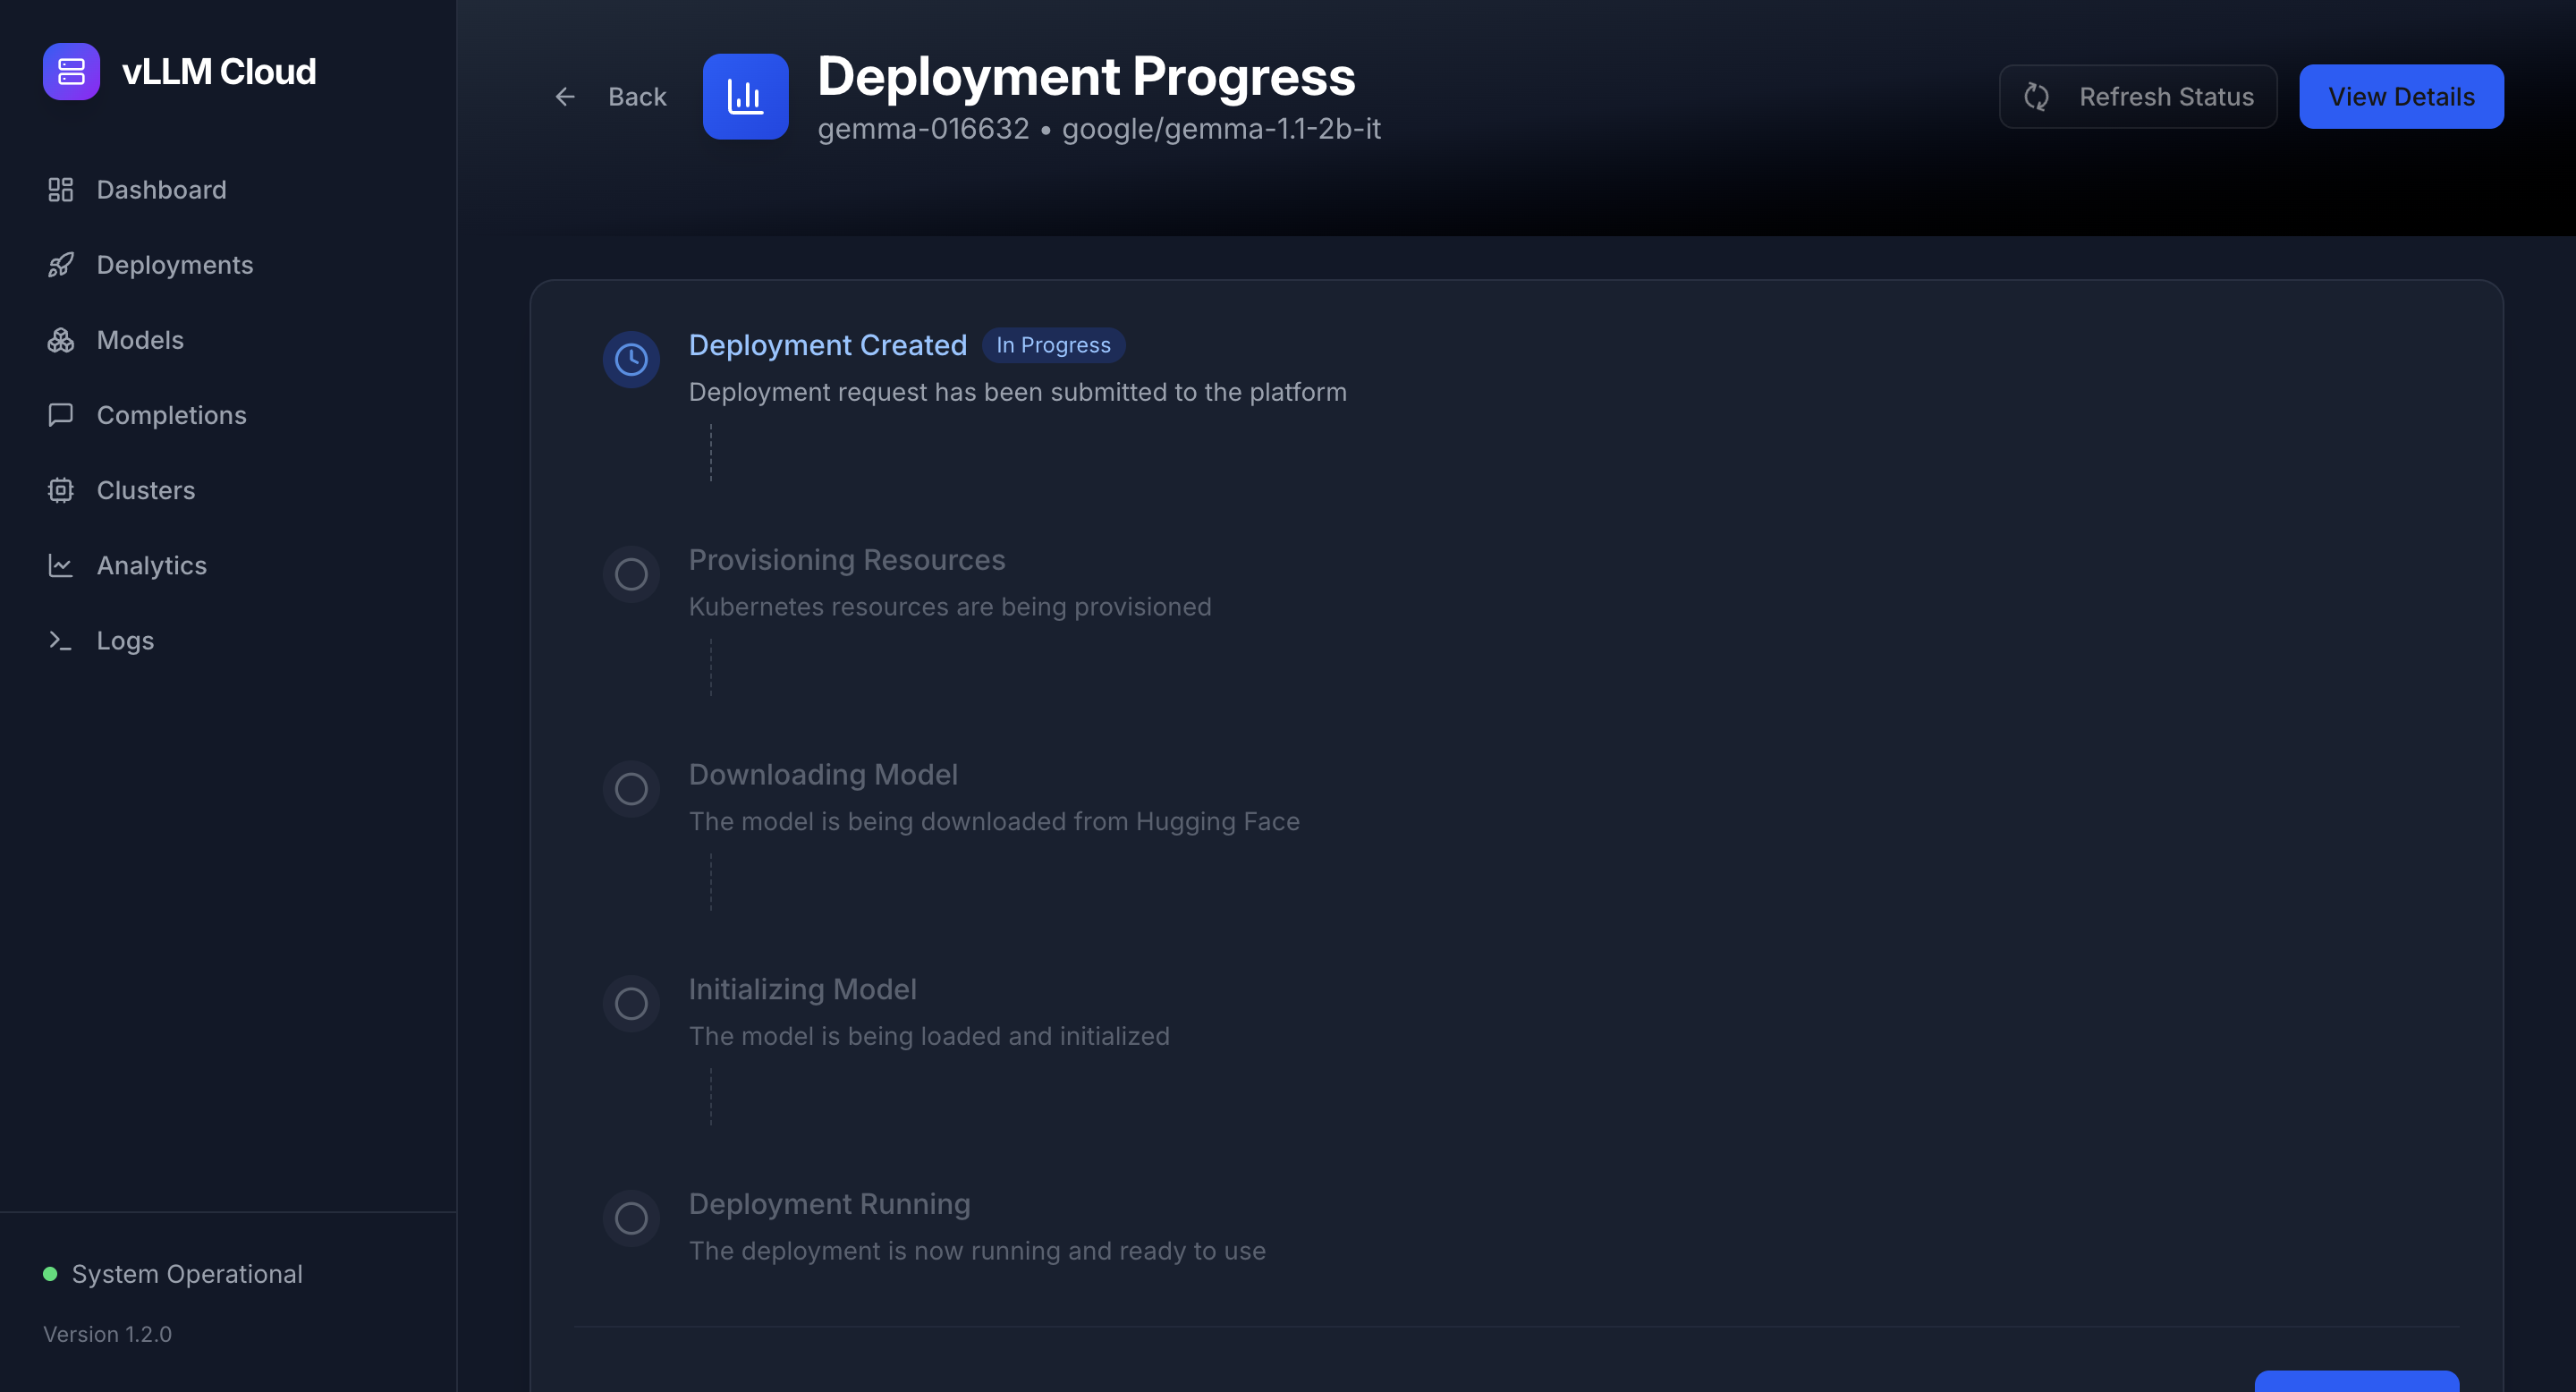 vLLM Cloud
Dashboard
Deployments
Models
Completions
Clusters
Analytics
Logs
System Operational
Version 1.2.0
Back
Deployment Progress
gemma-016632 • google/gemma-1.1-2b-it
Refresh Status
View Details
Deployment Created
In Progress
Deployment request has been submitted to the platform
Provisioning Resources
Kubernetes resources are being provisioned
Downloading Model
The model is being downloaded from Hugging Face
Initializing Model
The model is being loaded and initialized
Deployment Running
The deployment is now running and ready to use